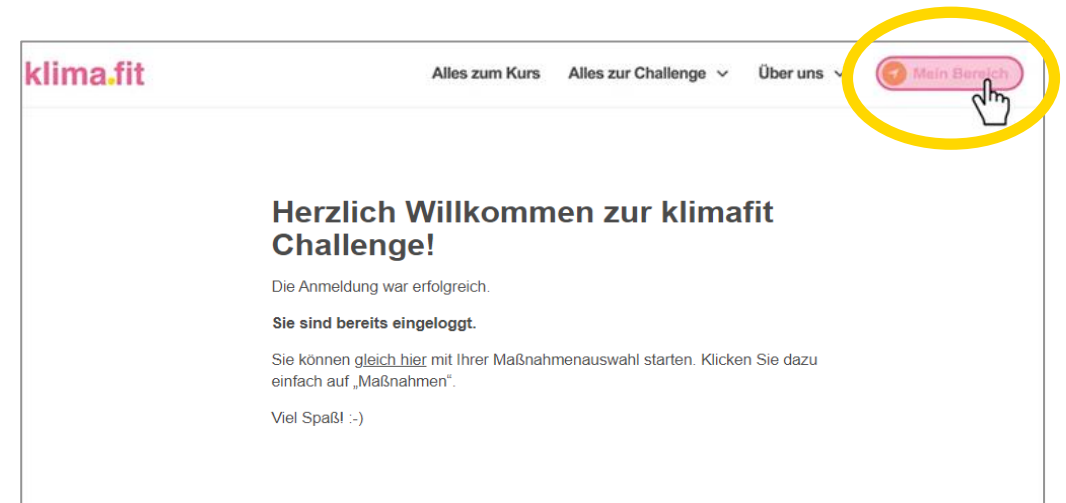 klima.fit
Alles zum Kurs Alles zur Challenge Über uns Mein Bereich
Herzlich Willkommen zur klimafit
Challenge!
Die Anmeldung war erfolgreich.
Sie sind bereits eingeloggt.
Sie können gleich hier mit Ihrer Maßnahmenauswahl starten. Klicken Sie dazu
einfach auf „Maßnahmen“.
Viel Spaß! :-)